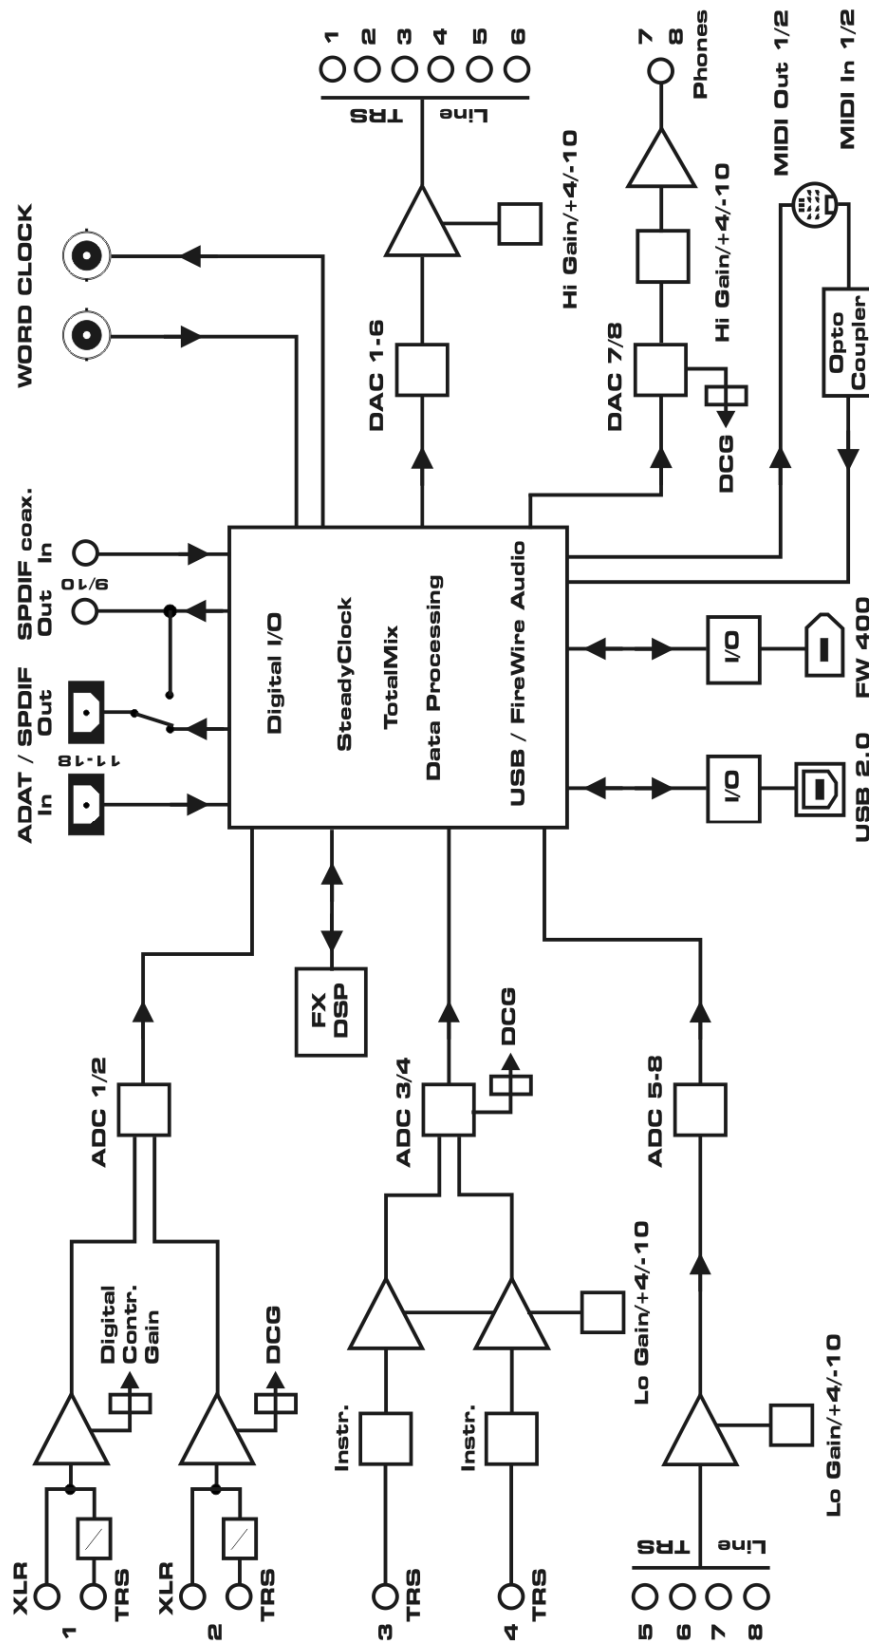 WORD CLOCK
SPDIF coax.
In
Out
9/10
ADAT / SPDIF
Out
In
11-18
1
2
3
4
5
6
TRS
Line
Hi Gain/+4/-10
DAC 1-6
7
8
Phones
Hi Gain/+4/-10
DAC 7/8
DCG
MIDI Out 1/2
MIDI In 1/2
Opto
Coupler
Digital I/O
SteadyClock
TotalMix
Data Processing
USB / FireWire Audio
I/O
FW 400
I/O
USB 2.0
FX
DSP
ADC 1/2
Digital
Contr.
Gain
DCG
XLR
1
TRS
XLR
2
TRS
ADC 3/4
DCG
Instr.
Instr.
Lo Gain/+4/-10
3
TRS
4
TRS
ADC 5-8
Lo Gain/+4/-10
TRS
Line
5
6
7
8